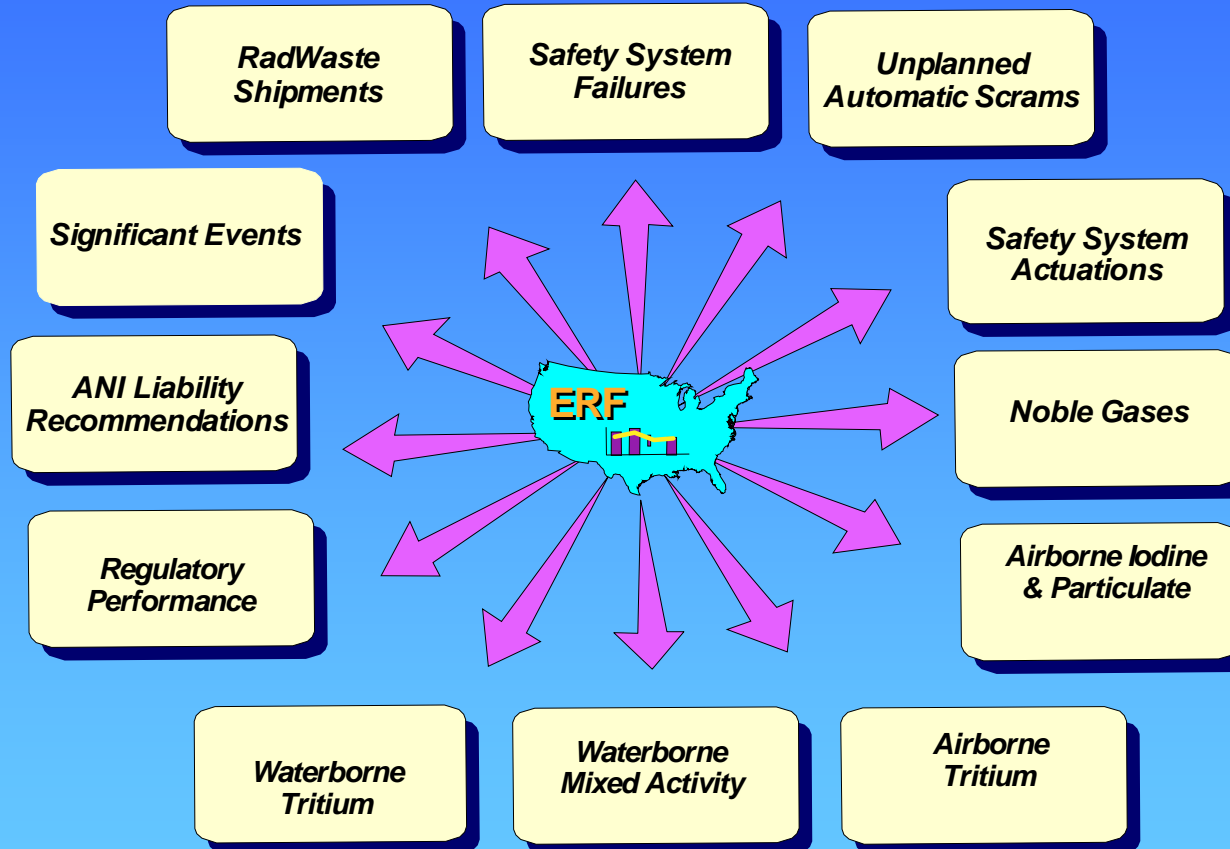 RadWaste
Shipments
Safety System
Failures
Unplanned
Automatic Scrams
Significant Events
Safety System
Actuations
ANI Liability
Recommendations
ERF
Noble Gases
Regulatory
Performance
Airborne Iodine
& Particulate
Waterborne
Tritium
Waterborne
Mixed Activity
Airborne
Tritium